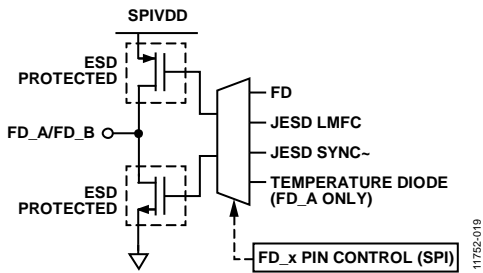 SPIVDD
ESD
PROTECTED
FD
JESD LMFC
FD_A/FD_B
JESD SYNC~
TEMPERATURE DIODE
(FD_A ONLY)
ESD
PROTECTED
FD_x PIN CONTROL (SPI)
11752-019